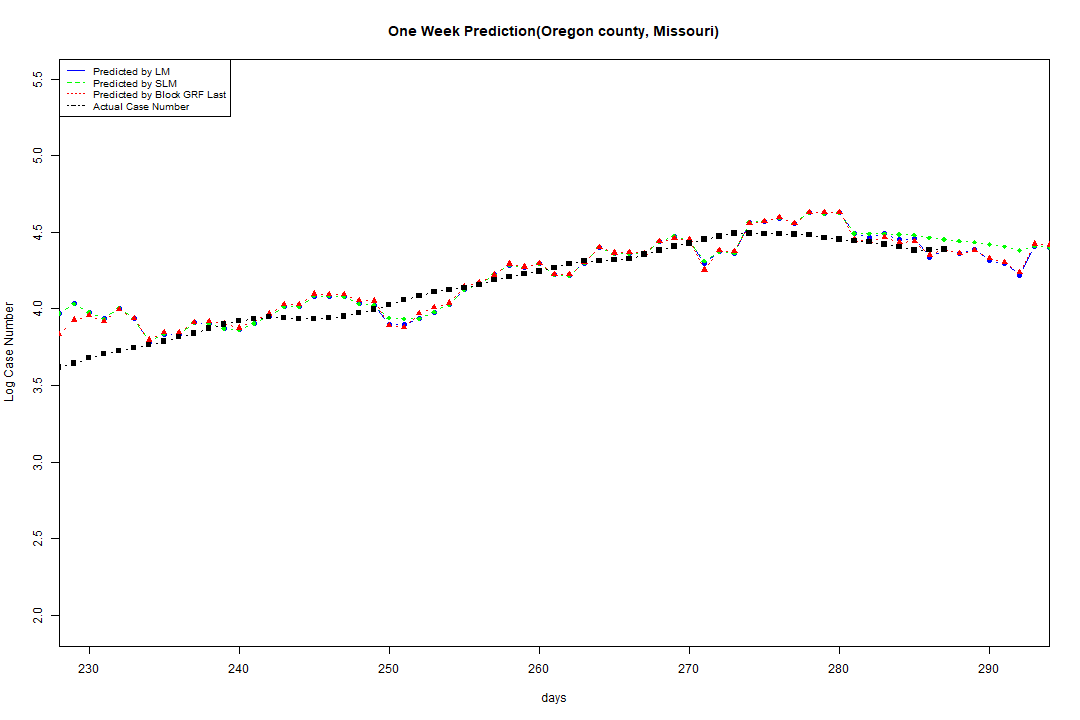 One Week Prediction(Oregon county, Missouri)
Predicted by LM
Predicted by SLM
Predicted by Block GRF Last
Actual Case Number
5.5
5.0
4.5
4.0
3.5
3.0
2.5
2.0
Log Case Number
230 240 250 260 270 280 290
days